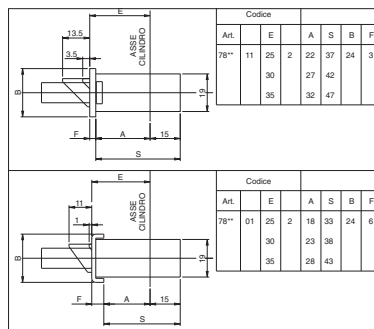 E
13.5
3.5
ASSE
CILINDRO
B
19
F
A
15
S
Codice
Art. E A S B F
78** 11 25 2 22 37 24 3
30 27 42
35 32 47
E
11
1
ASSE
CILINDRO
B
19
F
A
15
S
Codice
Art. E A S B F
78** 01 25 2 18 33 24 6
30 23 38
35 28 43